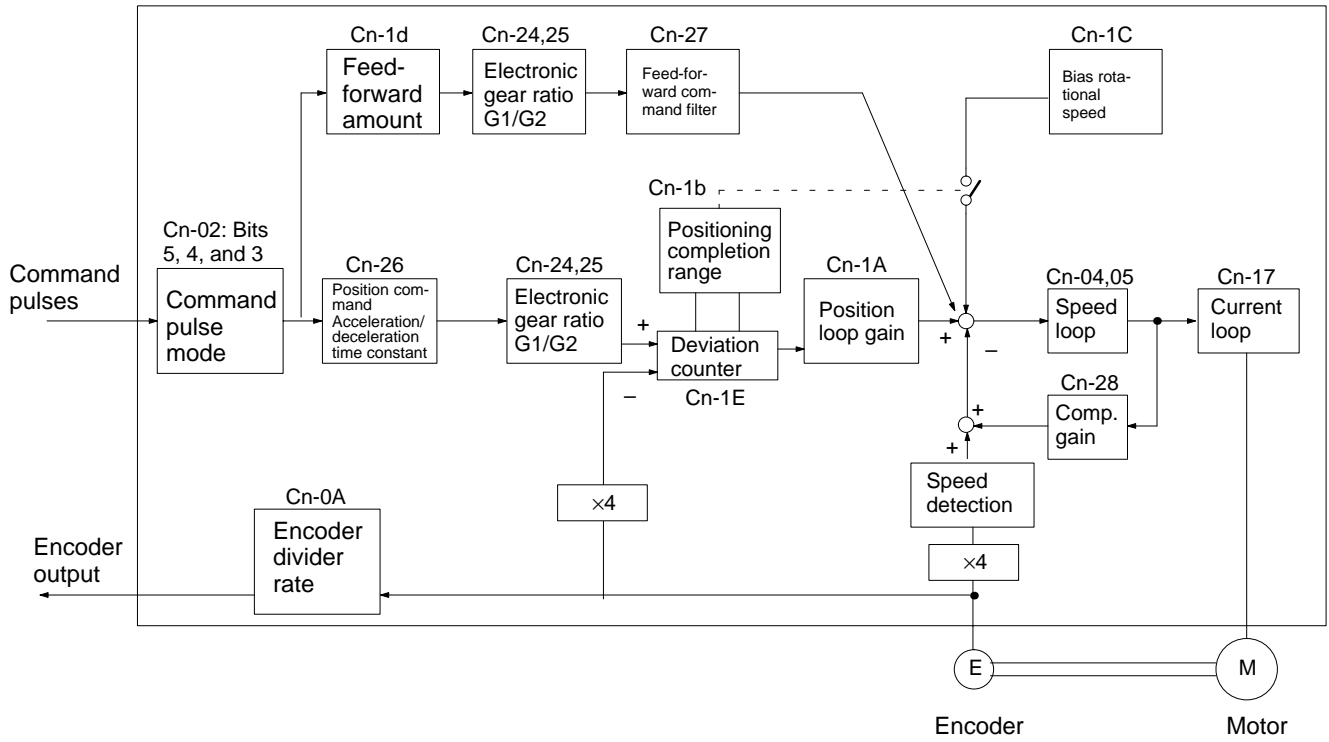 Cn-1d
Feed-
forward
amount
Cn-24,25
Electronic
gear ratio
G1/G2
Cn-27
Feed-for-
ward com-
mand filter
Cn-1C
Bias rota-
tional
speed
Cn-1b
Positioning
completion
range
Command
pulses
Cn-02: Bits
5, 4, and 3
Command
pulse
mode
Cn-26
Position com-
mand
Acceleration/
deceleration
time constant
Cn-24,25
Electronic
gear ratio
G1/G2
+
−
Deviation
counter
Cn-1E
Cn-1A
Position
loop gain
+
−
Cn-04,05
Speed
loop
Cn-17
Current
loop
Cn-28
Comp.
gain
+
+
Speed
detection
×4
×4
Cn-0A
Encoder
divider
rate
Encoder
output
E
M
Encoder
Motor